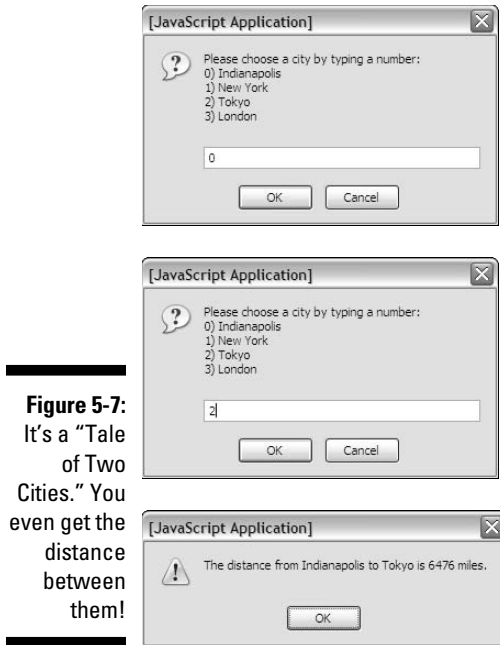 [JavaScript Application]
Please choose a city by typing a number:
0) Indianapolis
1) New York
2) Tokyo
3) London
0
OK
Cancel
[JavaScript Application]
Please choose a city by typing a number:
0) Indianapolis
1) New York
2) Tokyo
3) London
2
OK
Cancel
Figure 5-7:
It’s a “Tale
of Two
Cities.” You
even get the
distance
between
them!
[JavaScript Application]
The distance from Indianapolis to Tokyo is 6476 miles.
OK